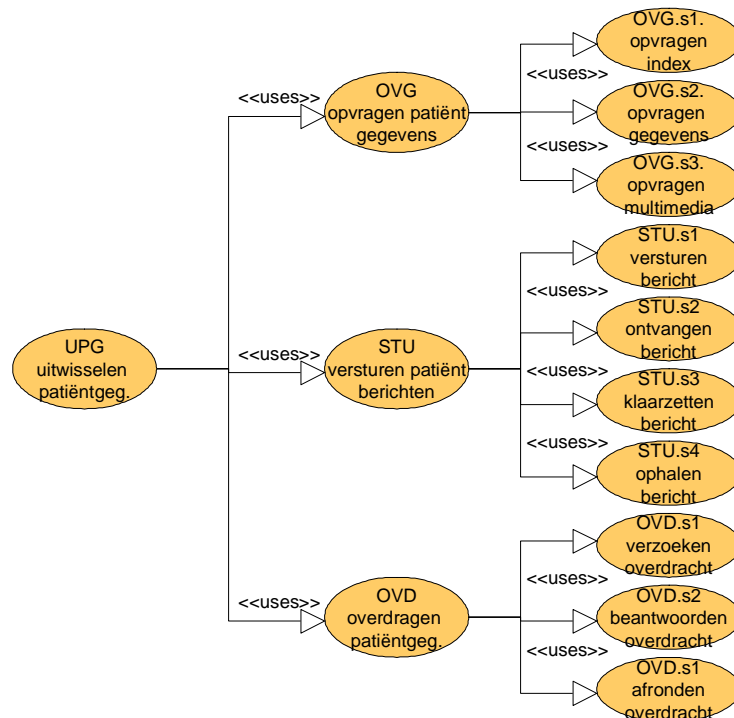 UPG
uitwisselen
patiëntgeg.
<<uses>>
OVG
opvragen patiënt
gegevens
<<uses>>
STU
versturen patiënt
berichten
<<uses>>
OVD
overdragen
patiëntgeg.
OVG.s1.
opvragen
index
<<uses>>
OVG.s2.
opvragen
gegevens
<<uses>>
OVG.s3.
opvragen
multimedia
STU.s1
versturen
bericht
<<uses>>
STU.s2
ontvangen
bericht
<<uses>>
STU.s3
klaarzetten
bericht
<<uses>>
STU.s4
ophalen
bericht
OVD.s1
verzoeken
overdracht
<<uses>>
OVD.s2
beantwoorden
overdracht
<<uses>>
OVD.s1
afronden
overdracht